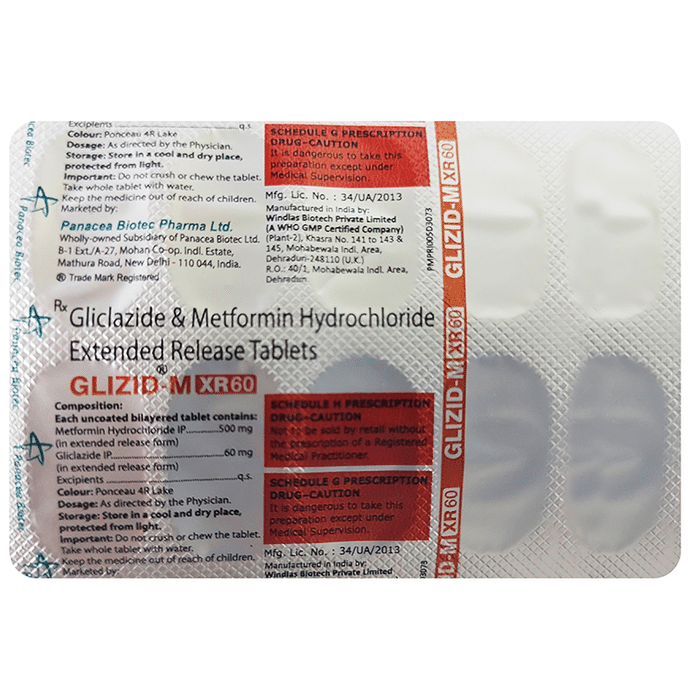 Excipients q.s.
Colour: Ponceau 4R Lake
Dosage: As directed by the Physician.
Storage: Store in a cool and dry place,
protected from light.
Important: Do not crush or chew the tablet.
Take whole tablet with water.
Keep the medicine out of reach of children.
Marketed by:
Panacea Biotec Pharma Ltd.
Wholly-owned Subsidiary of Panacea Biotec Ltd.
B-1 Ext./A-27, Mohan Co-op. Indl. Estate,
Mathura Road, New Delhi - 110 044, India.
® Trade Mark Registered
SCHEDULE G PRESCRIPTION
DRUG-CAUTION
It is dangerous to take this
preparation except under
Medical Supervision.
Mfg. Lic. No. : 34/UA/2013
Manufactured in India by:
Windlas Biotech Private Limited
(A WHO GMP Certified Company)
(Plant-2), Khasra No. 141 to 143 &
145, Mohabewala Indl. Area,
Dehradun-248110 (U.K.)
R.O.: 40/1, Mohabewala Indl. Area,
Dehradun
GLIZID-M XR60
Rx Gliclazide & Metformin Hydrochloride
Extended Release Tablets
GLIZID-M® XR60
Composition:
Each uncoated bilayered tablet contains:
Metformin Hydrochloride IP 500 mg
(in extended release form)
Gliclazide IP 60 mg
(in extended release form)
Excipients q.s.
Colour: Ponceau 4R Lake
Dosage: As directed by the Physician.
Storage: Store in a cool and dry place,
protected from light.
Important: Do not crush or chew the tablet.
Take whole tablet with water.
Keep the medicine out of reach of children.
Marketed by:
SCHEDULE H PRESCRIPTION
DRUG-CAUTION
Not to be sold by retail without
the prescription of a Registered
Medical Practitioner.
SCHEDULE G PRESCRIPTION
DRUG-CAUTION
It is dangerous to take this
preparation except under
Medical Supervision.
Mfg. Lic. No. : 34/UA/2013
Manufactured in India by:
Windlas Biotech Private Limited
GLIZID-M XR60
D-M XR60
Panacea Biotec
Panacea Biotec
Panacea Biotec